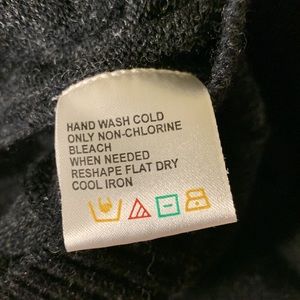 HAND WASH COLD
ONLY NON-CHLORINE
BLEACH
WHEN NEEDED
RESHAPE FLAT DRY
COOL IRON